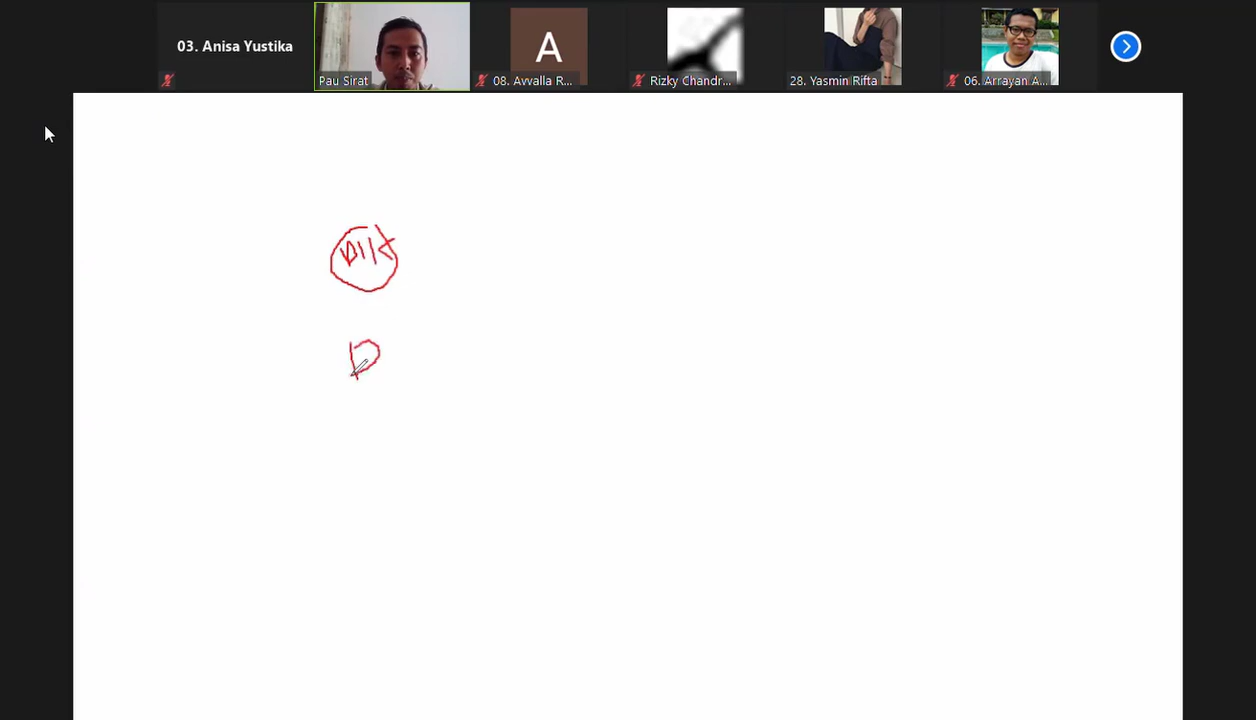 03. Anisa Yustika
A
Pau Sirat
08. Avvalla R...
Rizky Chandr...
28. Yasmin Rifta
06. Arrayan A...
D